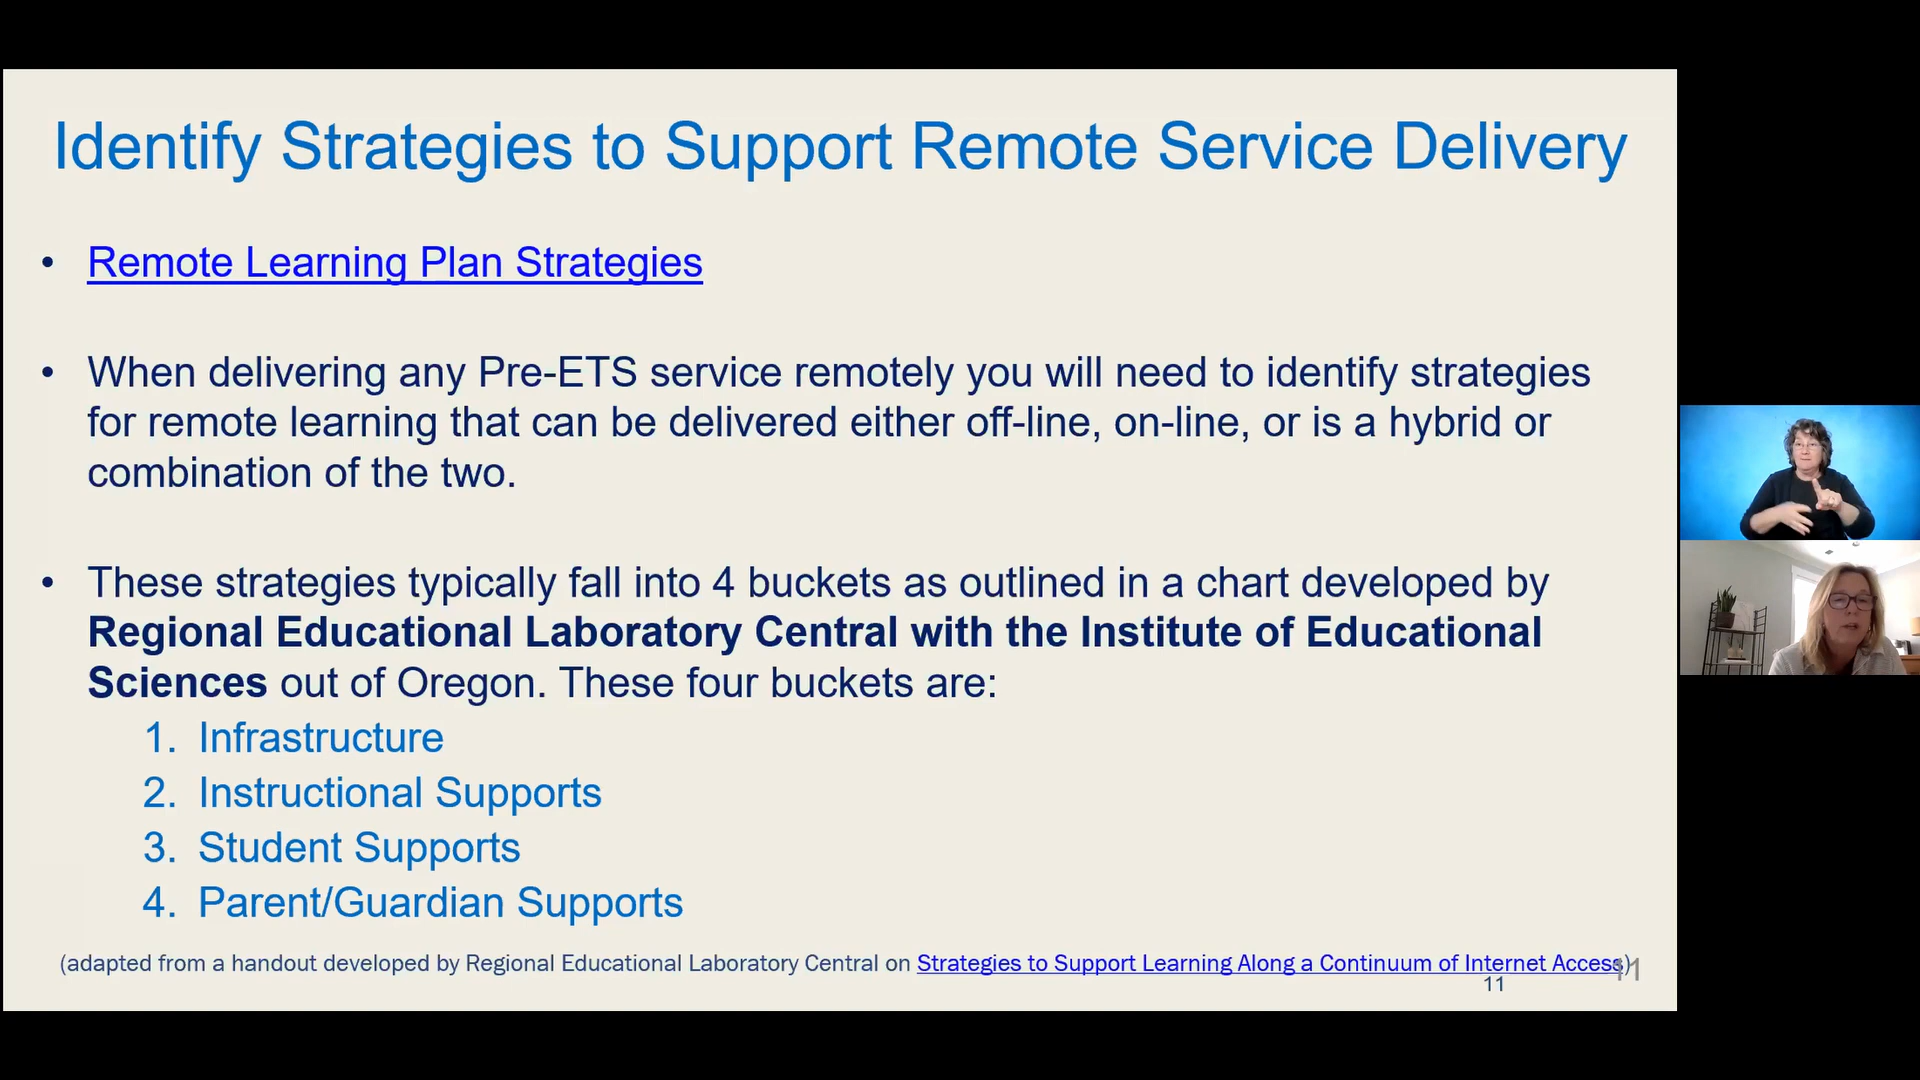 Identify Strategies to Support Remote Service Delivery
• Remote Learning Plan Strategies
• When delivering any Pre-ETS service remotely you will need to identify strategies
for remote learning that can be delivered either off-line, on-line, or is a hybrid or
combination of the two.
• These strategies typically fall into 4 buckets as outlined in a chart developed by
Regional Educational Laboratory Central with the Institute of Educational
Sciences out of Oregon. These four buckets are:
1. Infrastructure
2. Instructional Supports
3. Student Supports
4. Parent/Guardian Supports
(adapted from a handout developed by Regional Educational Laboratory Central on Strategies to Support Learning Along a Continuum of Internet Access)
11
11